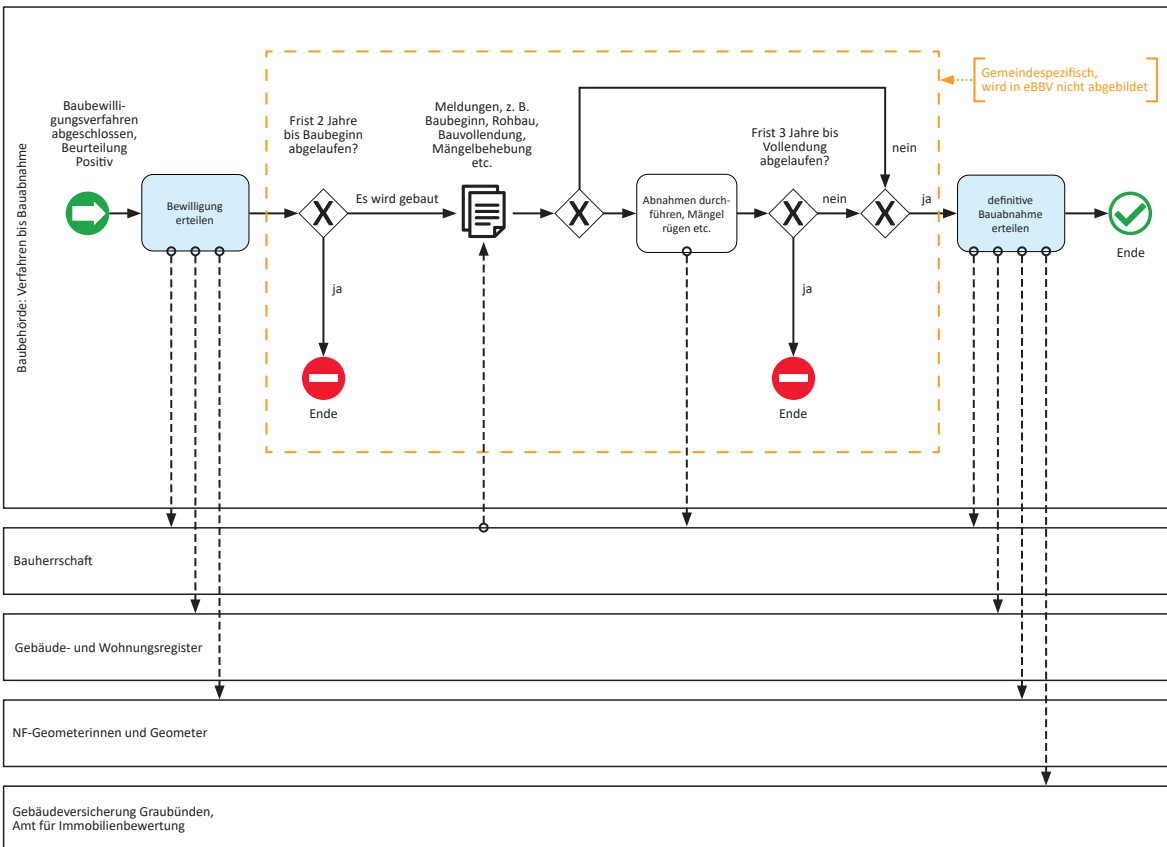 Baubehörde: Verfahren bis Bauabnahme
Baubewilli-
gungsverfahren
abgeschlossen,
Beurteilung
Positiv
Bewilligung
erteilen
Frist 2 Jahre
bis Baubeginn
abgelaufen?
X
Es wird gebaut
ja
Ende
Meldungen, z. B.
Baubeginn, Rohbau,
Bauvollendung,
Mängelbehebung
etc.
X
Abnahmen durch-
führen, Mängel
rügen etc.
Frist 3 Jahre bis
Vollendung
abgelaufen?
X
nein
ja
Ende
nein
X
ja
Gemeindespezifisch,
wird in eBBV nicht abgebildet
definitive
Bauabnahme
erteilen
Ende
Bauherrschaft
Gebäude- und Wohnungsregister
NF-Geometerinnen und Geometer
Gebäudeversicherung Graubünden,
Amt für Immobilienbewertung